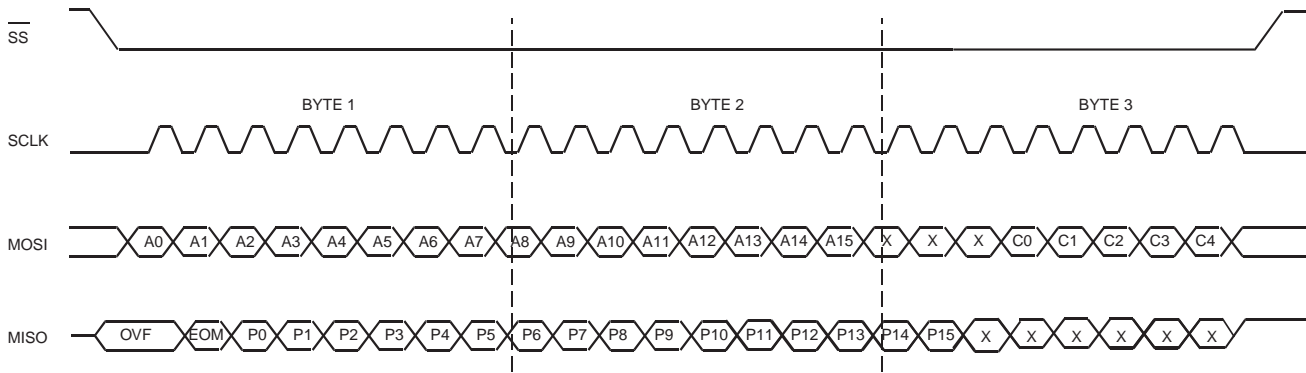 SS
BYTE 1 BYTE 2 BYTE 3
SCLK
MOSI A0 A1 A2 A3 A4 A5 A6 A7 A8 A9 A10 A11 A12 A13 A14 A15 X X X C0 C1 C2 C3 C4
MISO OVF EOM P0 P1 P2 P3 P4 P5 P6 P7 P8 P9 P10 P11 P12 P13 P14 P15 X X X X X X